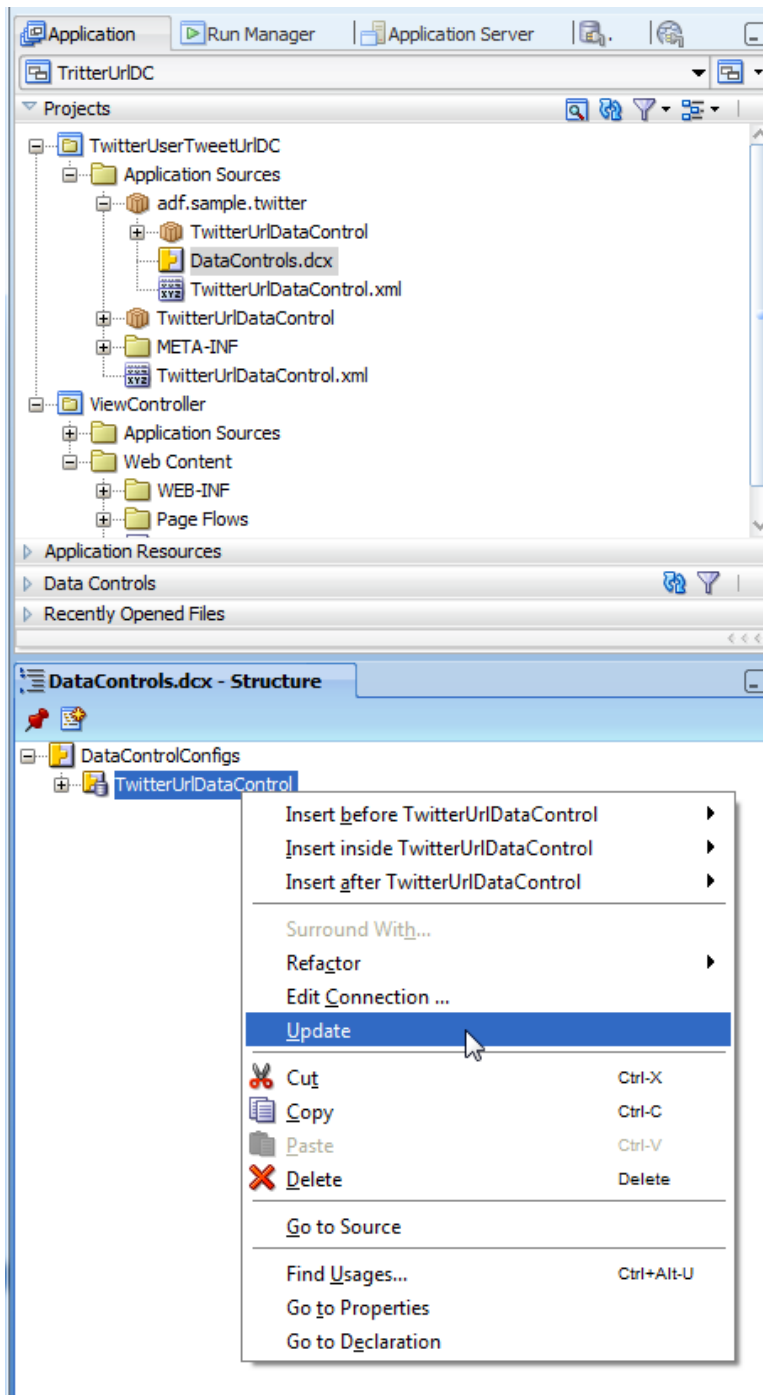 Application Run Manager Application Server
TritterUrlDC
Projects
TwitterUserTweetUrlDC
Application Sources
adf.sample.twitter
TwitterUrlDataControl
DataControls.dcx
TwitterUrlDataControl.xml
TwitterUrlDataControl
META-INF
TwitterUrlDataControl.xml
ViewController
Application Sources
Web Content
WEB-INF
Page Flows
Application Resources
Data Controls
Recently Opened Files
DataControls.dcx - Structure
DataControlConfigs
TwitterUrlDataControl
Insert before TwitterUrlDataControl
Insert inside TwitterUrlDataControl
Insert after TwitterUrlDataControl
Surround With...
Refactor
Edit Connection ...
Update
Cut Ctrl-X
Copy Ctrl-C
Paste Ctrl-V
Delete Delete
Go to Source
Find Usages... Ctrl+Alt-U
Go to Properties
Go to Declaration